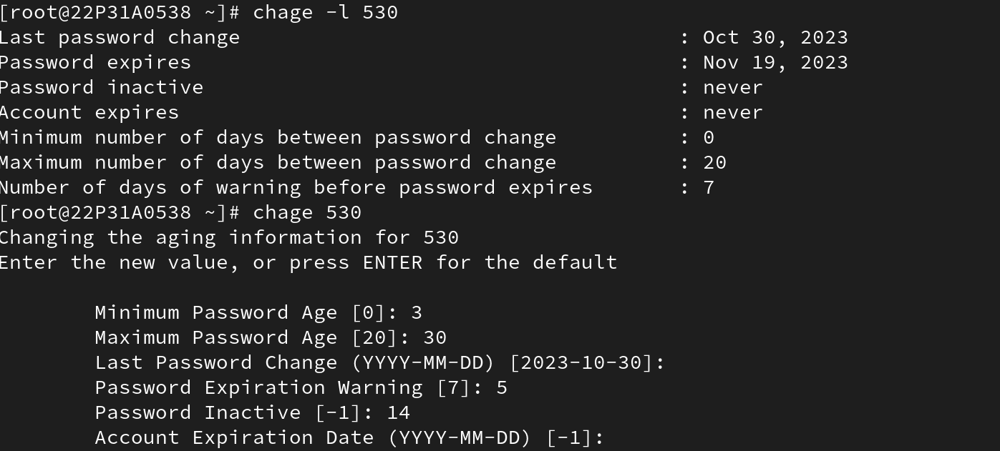 [root@22P31A0538 ~]# chage -l 530
Last password change : Oct 30, 2023
Password expires : Nov 19, 2023
Password inactive : never
Account expires : never
Minimum number of days between password change : 0
Maximum number of days between password change : 20
Number of days of warning before password expires : 7
[root@22P31A0538 ~]# chage 530
Changing the aging information for 530
Enter the new value, or press ENTER for the default
Minimum Password Age [0]: 3
Maximum Password Age [20]: 30
Last Password Change (YYYY-MM-DD) [2023-10-30]:
Password Expiration Warning [7]: 5
Password Inactive [-1]: 14
Account Expiration Date (YYYY-MM-DD) [-1]: